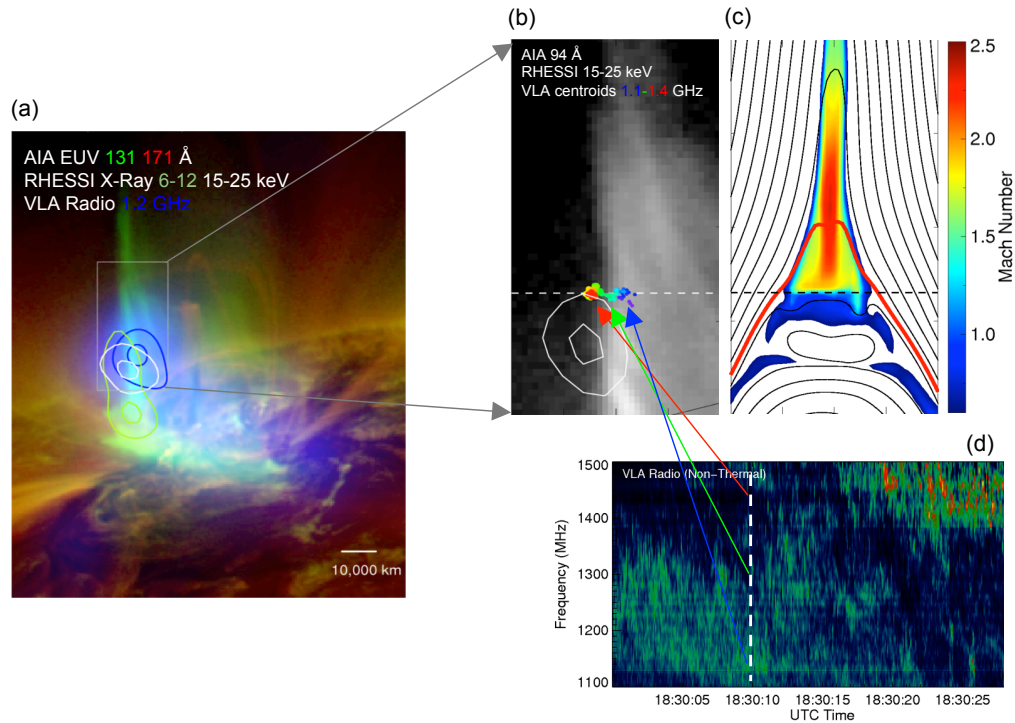 (a)
AIA EUV 131 171 Å
RHESSI X-Ray 6-12 15-25 keV
VLA Radio 1.2 GHz
10,000 km
(b)
AIA 94 Å
RHESSI 15-25 keV
VLA centroids 1.1-1.4 GHz
(c)
2.5
2.0
1.5
1.0
Mach Number
(d)
VLA Radio (Non-Thermal)
1500
1400
1300
1200
1100
Frequency (MHz)
18:30:05 18:30:10 18:30:15 18:30:20 18:30:25
UTC Time